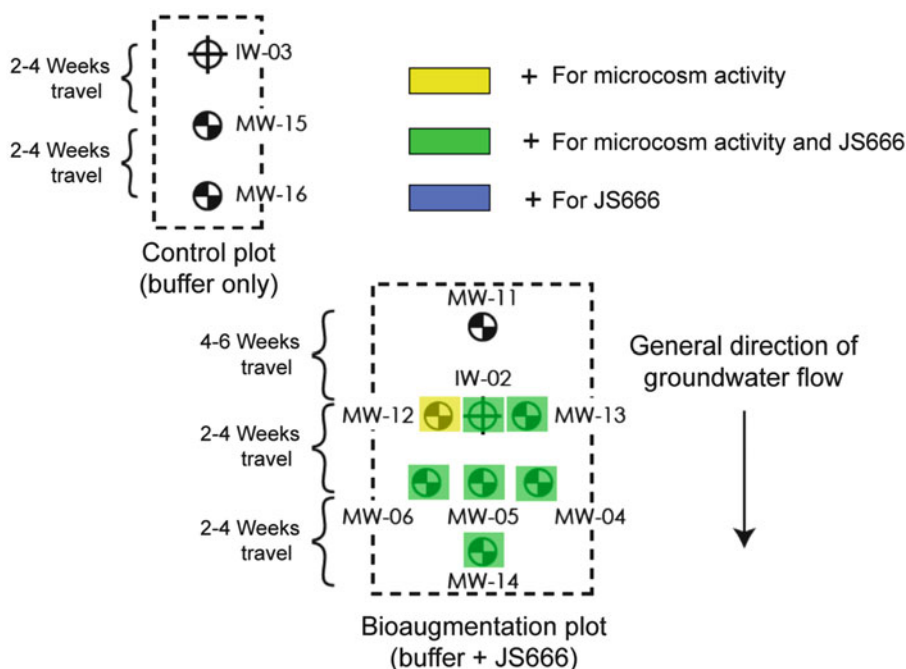 IW-03
2-4 Weeks
travel
MW-15
2-4 Weeks
travel
MW-16
Control plot
(buffer only)
+ For microcosm activity
+ For microcosm activity and JS666
+ For JS666
MW-11
4-6 Weeks
travel
IW-02
MW-12
MW-13
2-4 Weeks
travel
MW-06
MW-05
MW-04
2-4 Weeks
travel
MW-14
Bioaugmentation plot
(buffer + JS666)
General direction of
groundwater flow